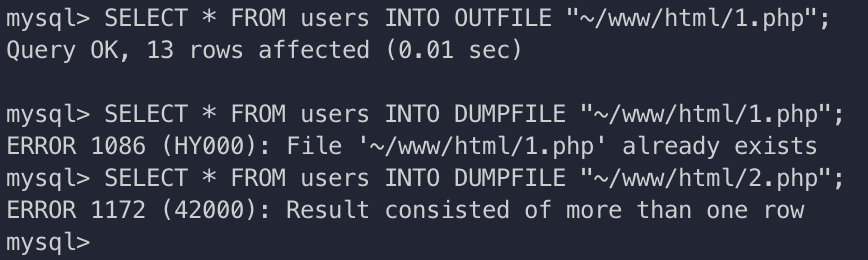 mysql> SELECT * FROM users INTO OUTFILE "~/www/html/1.php";
Query OK, 13 rows affected (0.01 sec)
mysql> SELECT * FROM users INTO DUMPFILE "~/www/html/1.php";
ERROR 1086 (HY000): File '~/www/html/1.php' already exists
mysql> SELECT * FROM users INTO DUMPFILE "~/www/html/2.php";
ERROR 1172 (42000): Result consisted of more than one row
mysql>